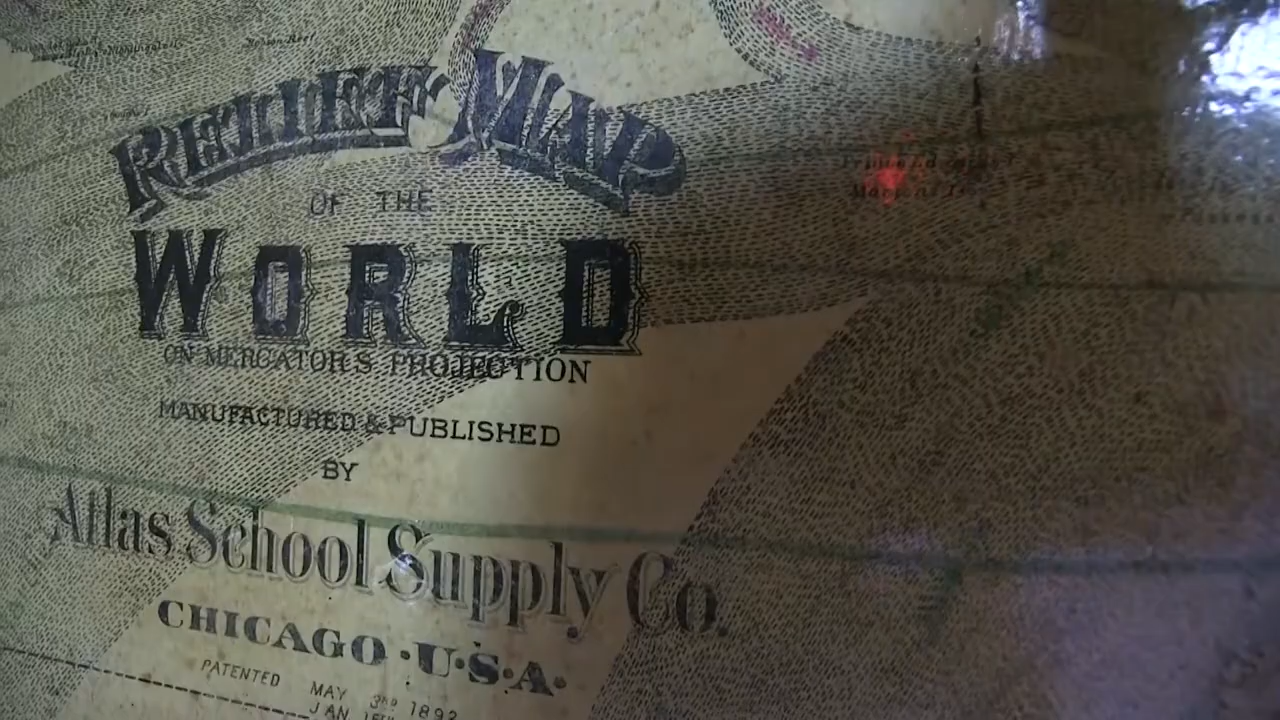 RELIEF MAP
OF THE
WORLD
ON MERCATOR'S PROJECTION
MANUFACTURED & PUBLISHED
BY
Atlas School Supply Co.
CHICAGO · U·S·A·
PATENTED MAY 3RD 1892
JAN